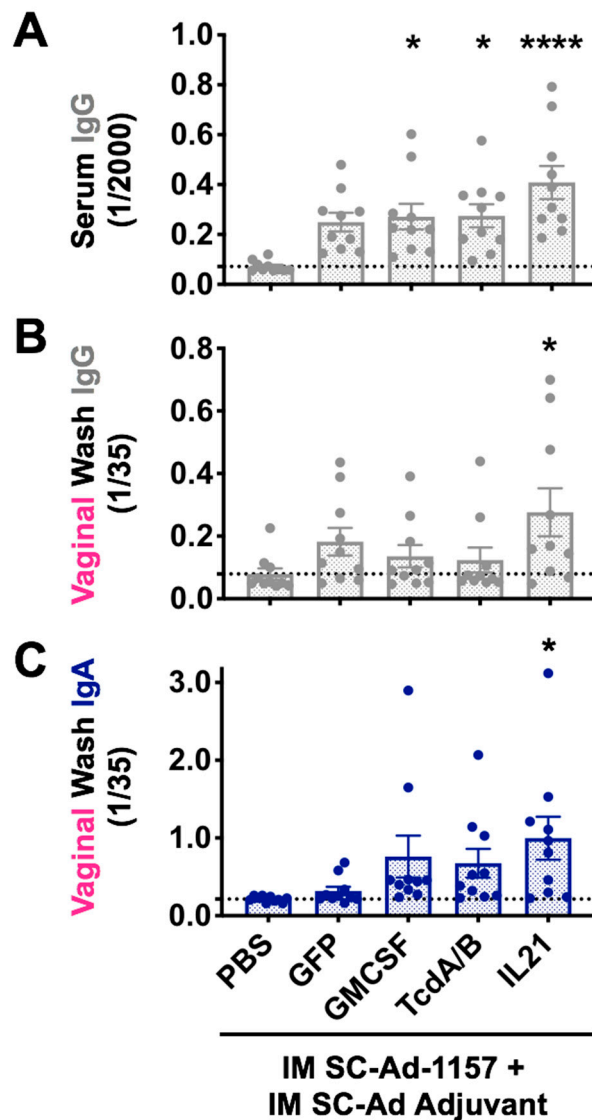 A
Serum IgG
(1/2000)
1.0
0.8
0.6
0.4
0.2
0.0
* * ****
B
Vaginal Wash IgG
(1/35)
0.8
0.6
0.4
0.2
0.0
*
C
Vaginal Wash IgA
(1/35)
3.0
2.0
1.0
0.0
*
PBS
GFP
GMCSF
TcdA/B
IL21
IM SC-Ad-1157 +
IM SC-Ad Adjuvant